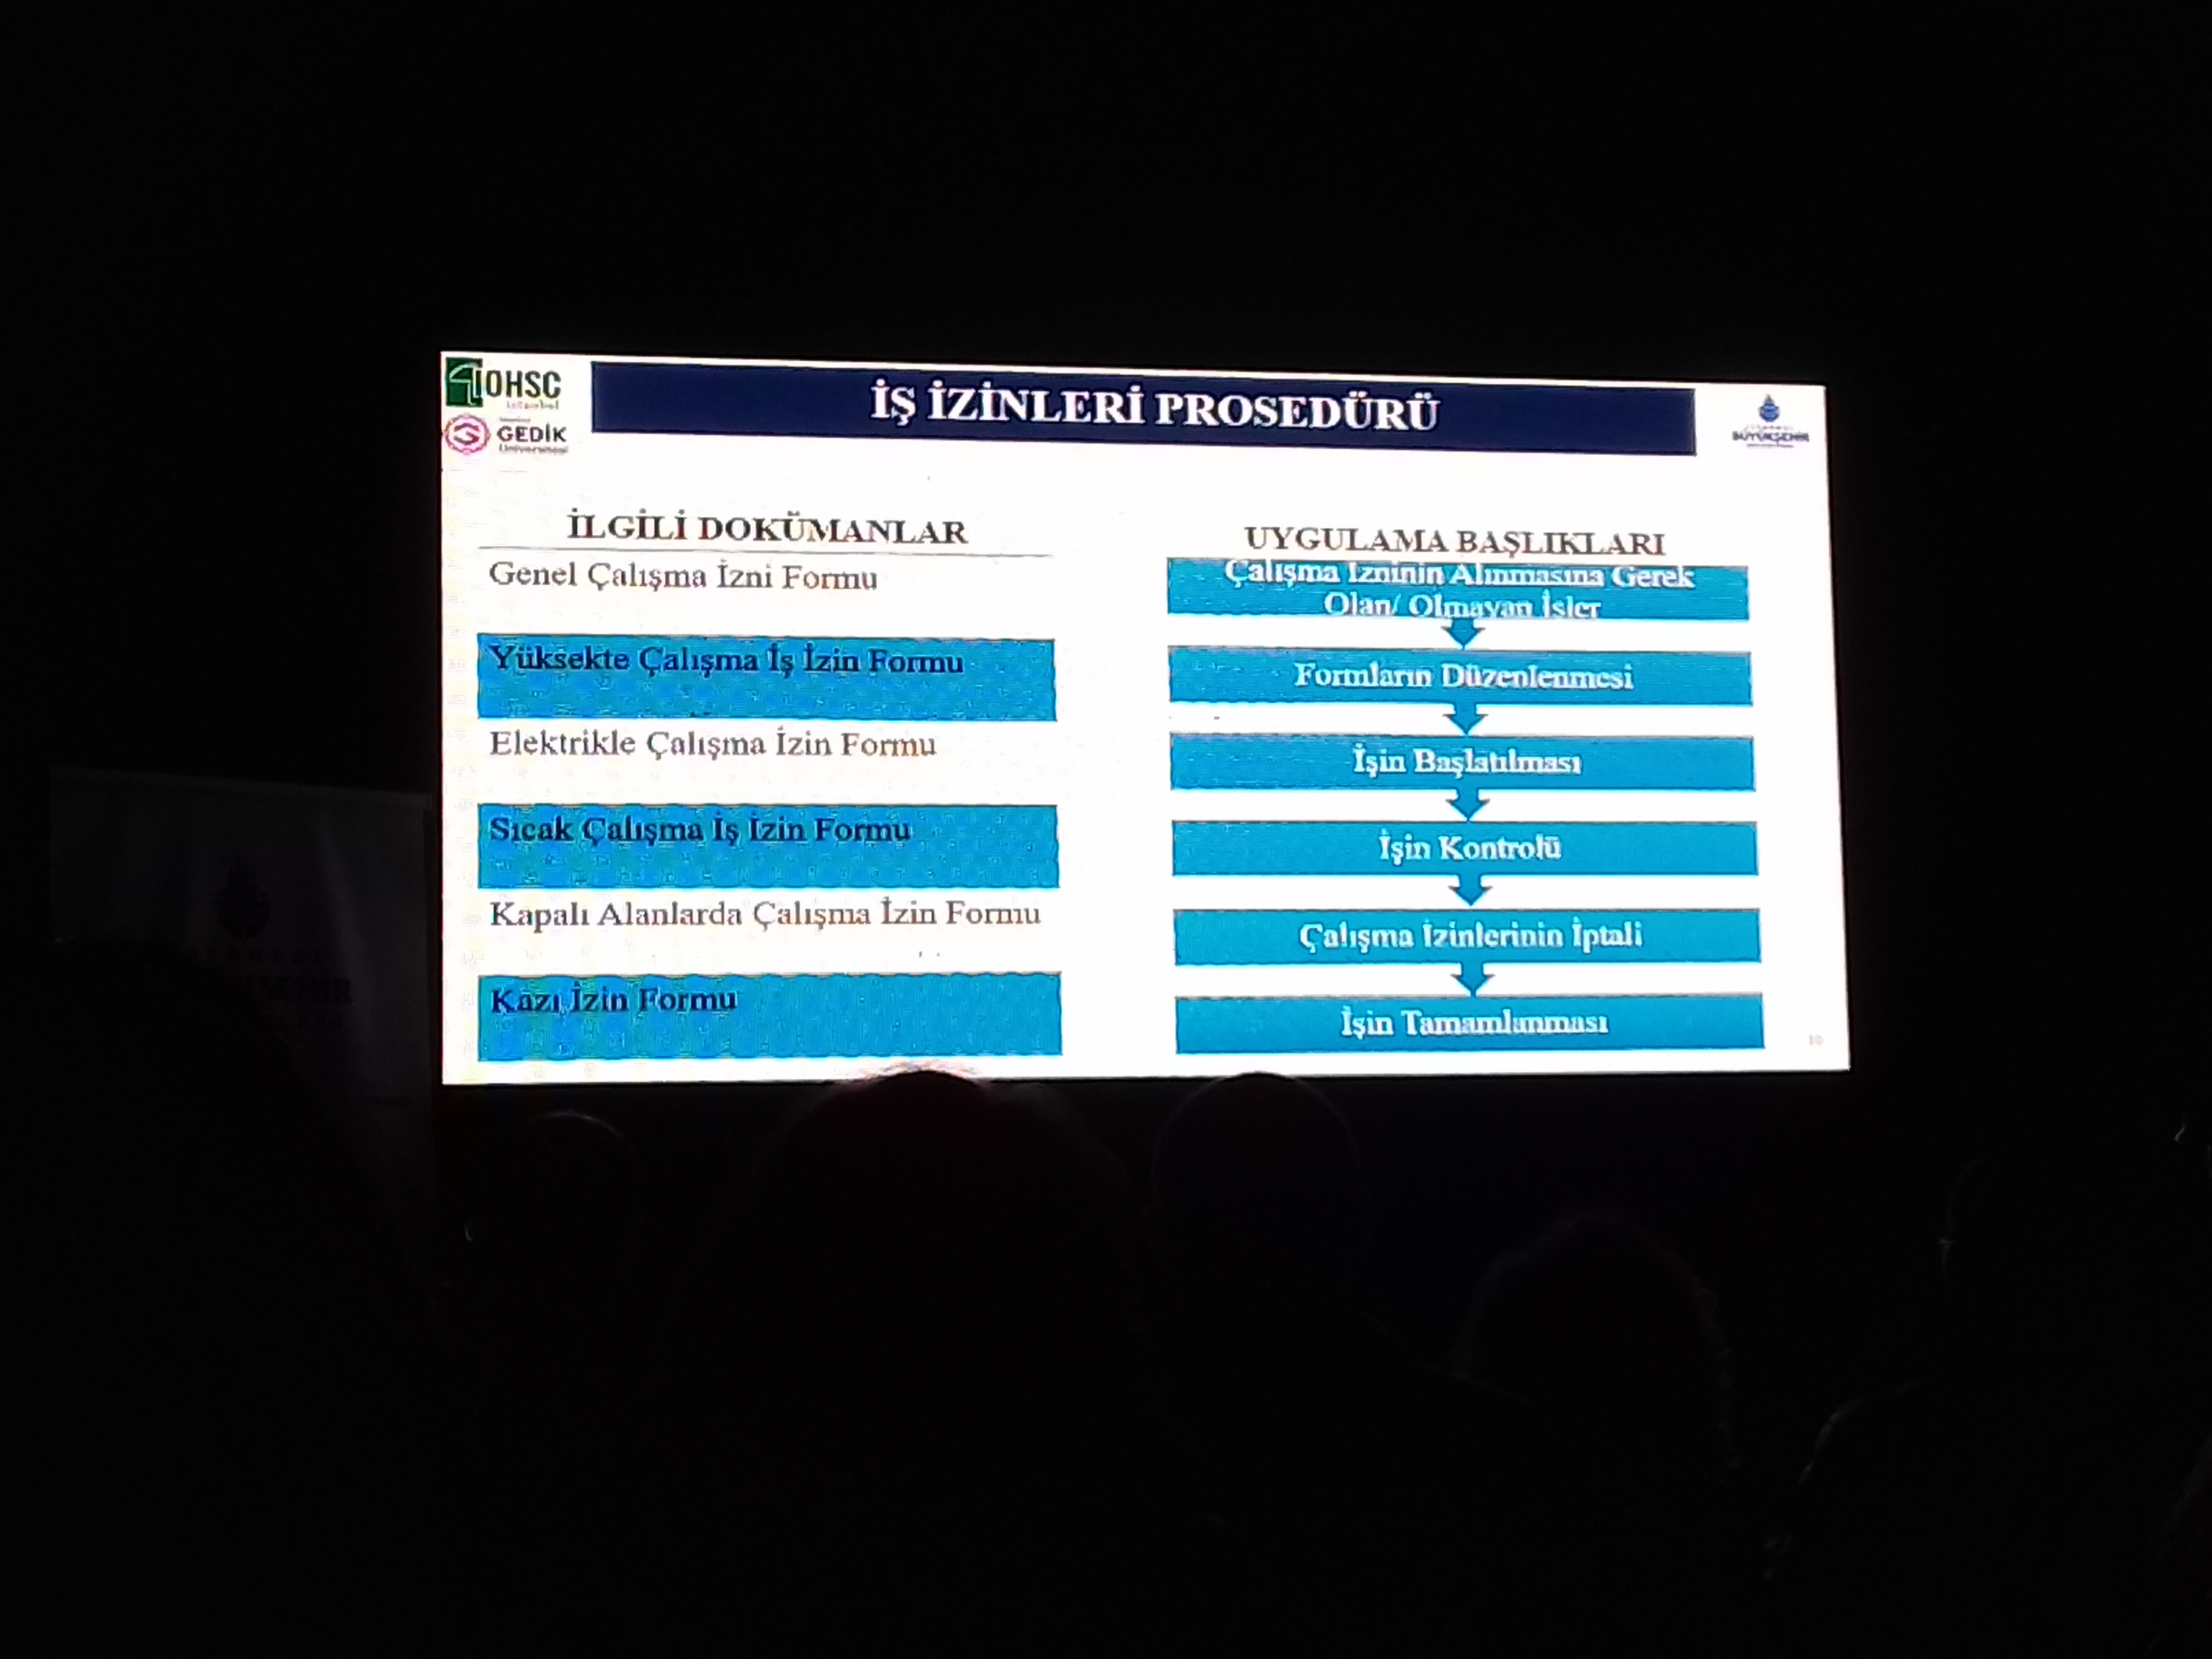 IOHSC
istanbul
GEDİK
Üniversitesi
İŞ İZİNLERİ PROSEDÜRÜ
BÜYÜKŞEHİR
İLGİLİ DOKÜMANLAR
Genel Çalışma İzni Formu
Yüksekte Çalışma İş İzin Formu
Elektrikle Çalışma İzin Formu
Sıcak Çalışma İş İzin Formu
Kapalı Alanlarda Çalışma İzin Formu
Kazı İzin Formu
UYGULAMA BAŞLIKLARI
Çalışma İzninin Alınmasına Gerek
Olan/ Olmayan İşler
Formların Düzenlenmesi
İşin Başlatılması
İşin Kontrolü
Çalışma İzinlerinin İptali
İşin Tamamlanması
10